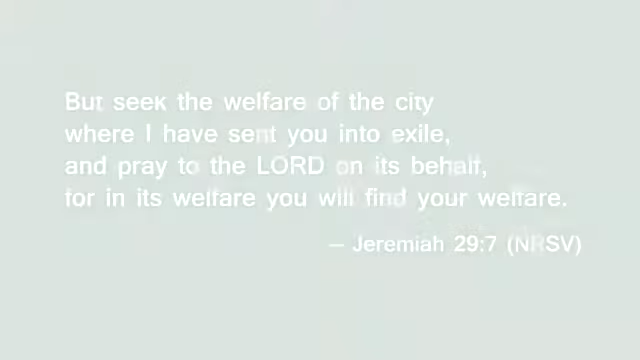 But seek the welfare of the city
where I have sent you into exile,
and pray to the LORD on its behalf,
for in its welfare you will find your welfare.
– Jeremiah 29:7 (NRSV)